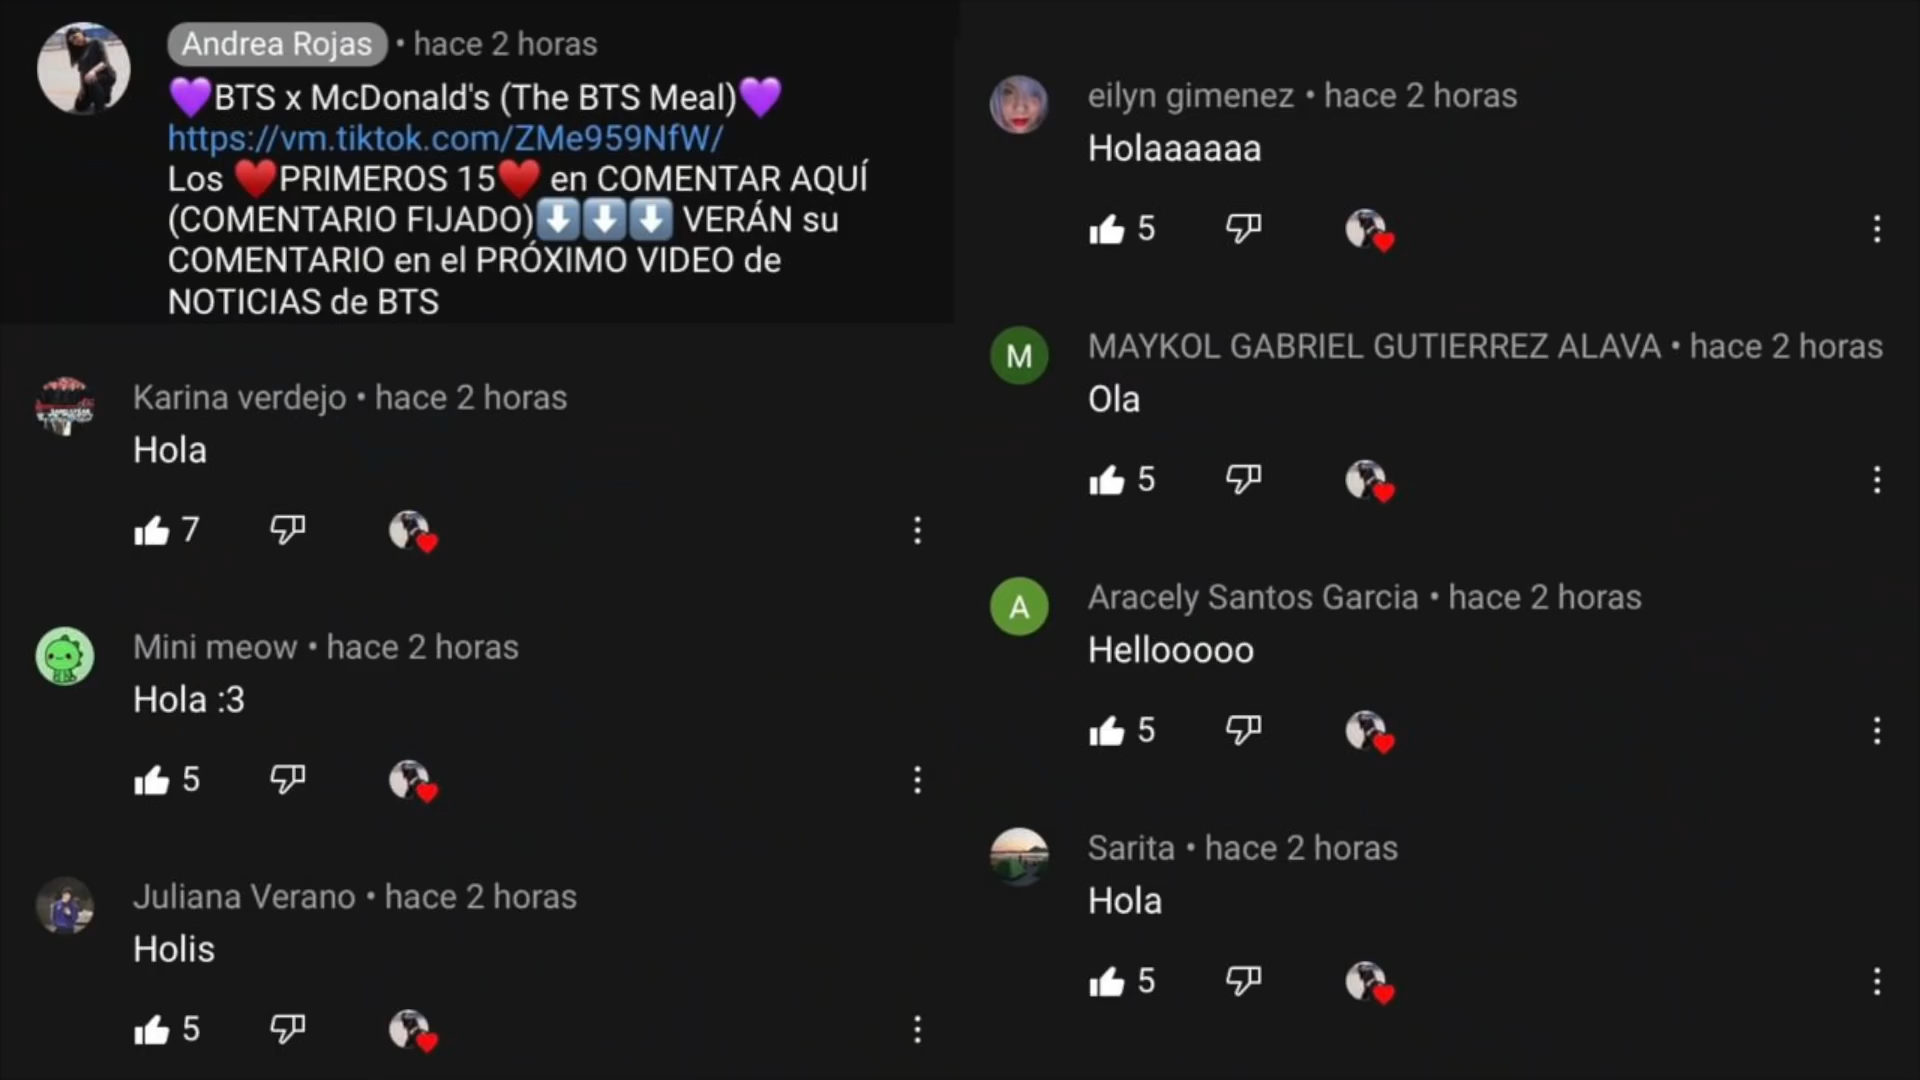 Andrea Rojas • hace 2 horas
💜BTS x McDonald's (The BTS Meal)💜
https://vm.tiktok.com/ZMe959NfW/
Los ♥️PRIMEROS 15♥️ en COMENTAR AQUÍ
(COMENTARIO FIJADO)⬇️⬇️⬇️ VERÁN su
COMENTARIO en el PRÓXIMO VIDEO de
NOTICIAS de BTS
Karina verdejo • hace 2 horas
Hola
7
Mini meow • hace 2 horas
Hola :3
5
Juliana Verano • hace 2 horas
Holis
5
eilyn gimenez • hace 2 horas
Holaaaaaa
5
M
MAYKOL GABRIEL GUTIERREZ ALAVA • hace 2 horas
Ola
5
A
Aracely Santos Garcia • hace 2 horas
Hellooooo
5
Sarita • hace 2 horas
Hola
5